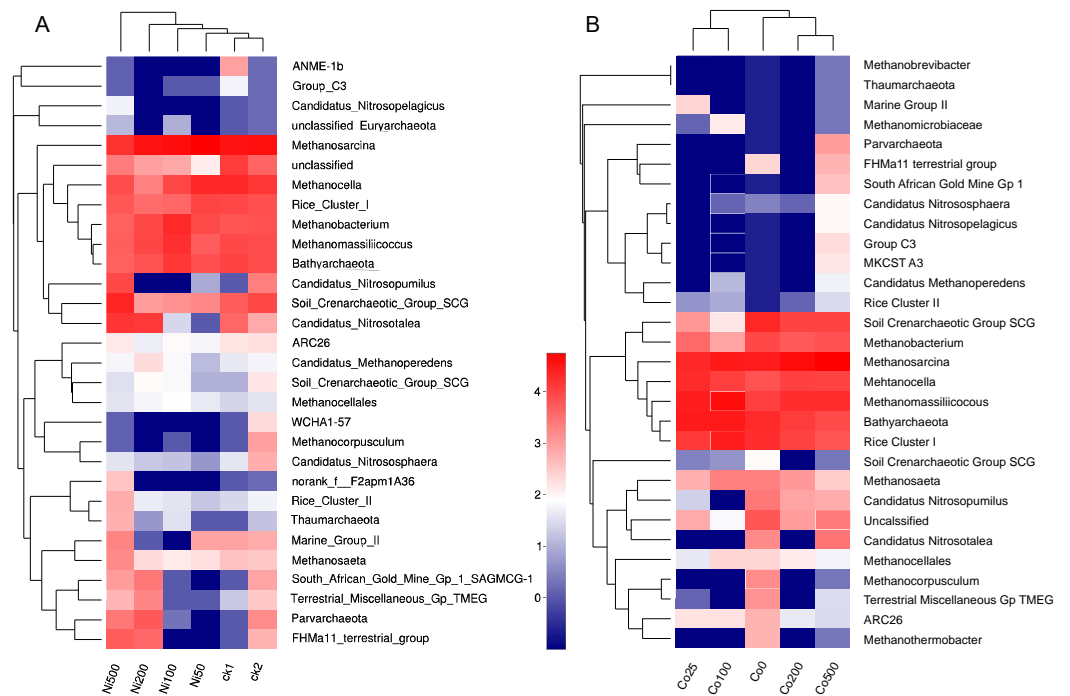 A
B
ANME-1b
Group_C3
Candidatus_Nitrosopelagicus
unclassified_Euryarchaeota
Methanosarcina
unclassified
Methanocella
Rice_Cluster_I
Methanobacterium
Methanomassiliicoccus
Bathyarchaeota
Candidatus_Nitrosopumilus
Soil_Crenarchaeotic_Group_SCG
Candidatus_Nitrosotalea
ARC26
Candidatus_Methanoperedens
Soil_Crenarchaeotic_Group_SCG
Methanocellales
WCHA1-57
Methanocorpusculum
Candidatus_Nitrososphaera
norank_f__F2apm1A36
Rice_Cluster_II
Thaumarchaeota
Marine_Group_II
Methanosaeta
South_African_Gold_Mine_Gp_1_SAGMCG-1
Terrestrial_Miscellaneous_Gp_TMEG
Parvarchaeota
FHMa11_terrestrial_group
Ni500
Ni200
Ni100
Ni50
ck1
ck2
4
3
2
1
0
Methanobrevibacter
Thaumarchaeota
Marine Group II
Methanomicrobiaceae
Parvarchaeota
FHMa11 terrestrial group
South African Gold Mine Gp 1
Candidatus Nitrososphaera
Candidatus Nitrosopelagicus
Group C3
MKCST A3
Candidatus Methanoperedens
Rice Cluster II
Soil Crenarchaeotic Group SCG
Methanobacterium
Methanosarcina
Mehtanocella
Methanomassiliicocous
Bathyarchaeota
Rice Cluster I
Soil Crenarchaeotic Group SCG
Methanosaeta
Candidatus Nitrosopumilus
Uncalssified
Candidatus Nitrosotalea
Methanocellales
Methanocorpusculum
Terrestrial Miscellaneous Gp TMEG
ARC26
Methanothermobacter
Co25
Co100
Co0
Co200
Co500